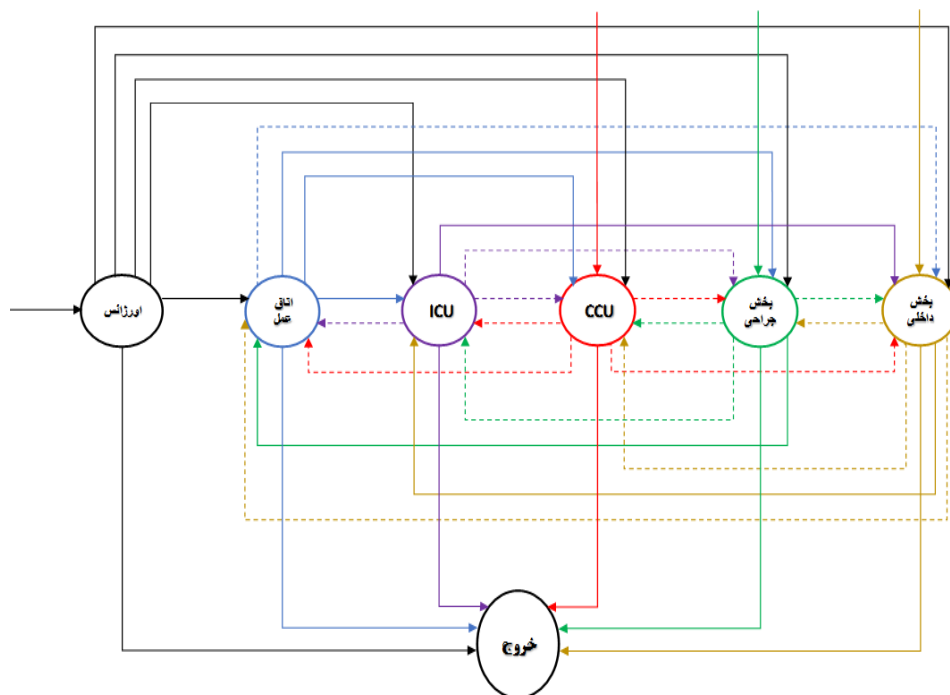 اورژانس
اتاق
عمل
ICU
CCU
بخش
جراحی
بخش
داخلی
خروج